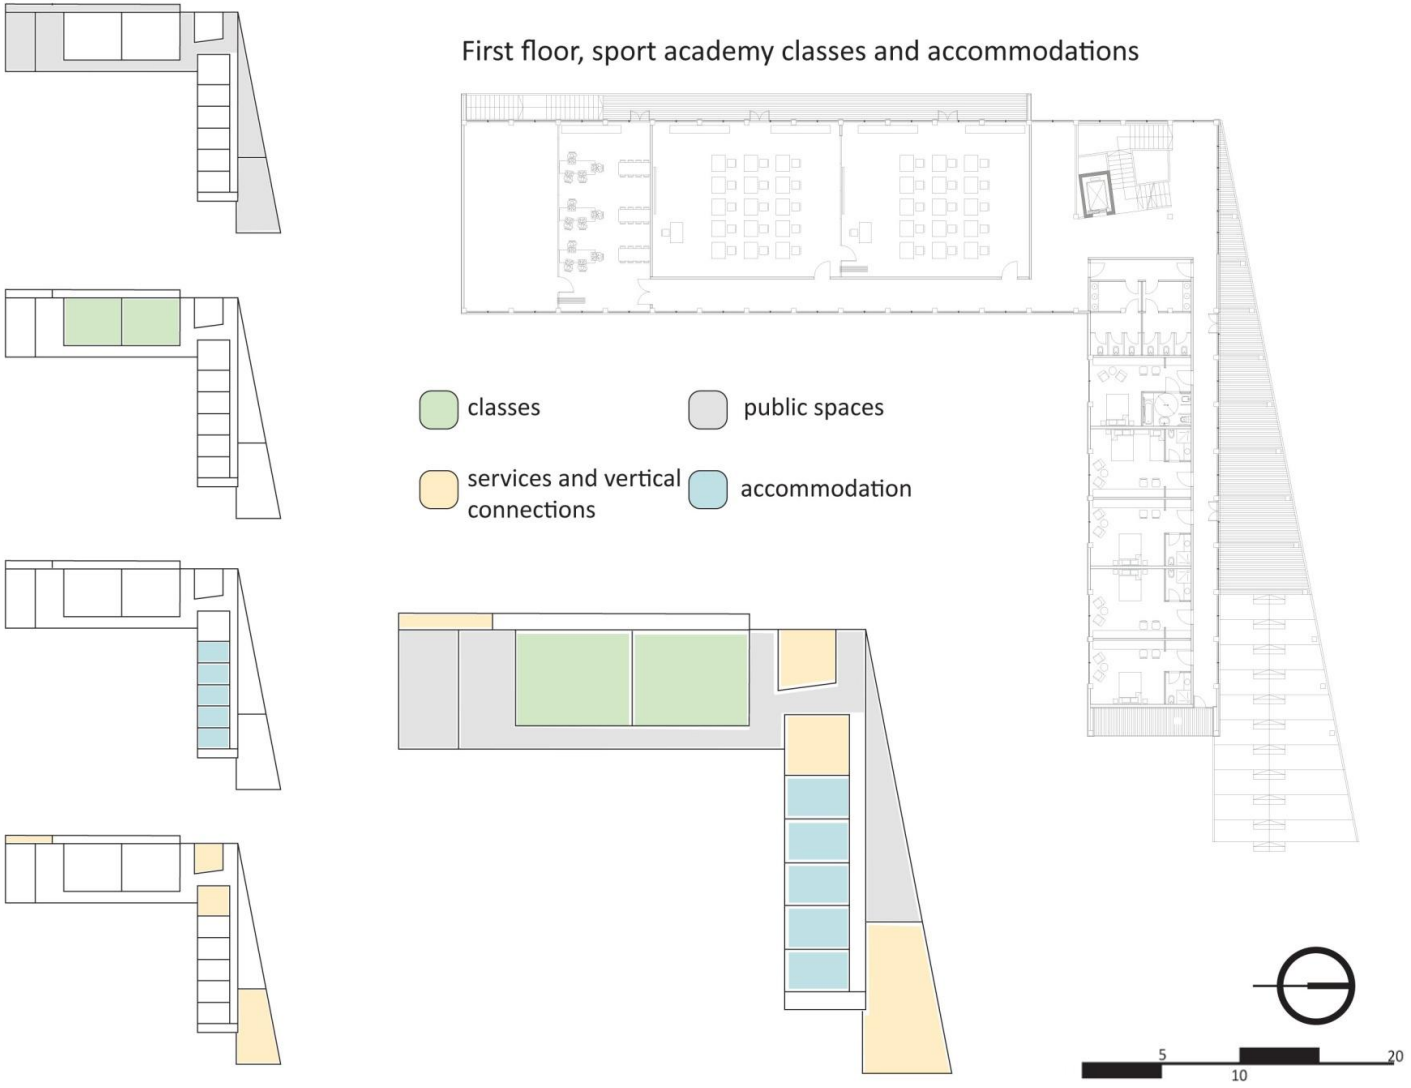 First floor, sport academy classes and accommodations
classes
public spaces
services and vertical
connections
accommodation
5
10
20